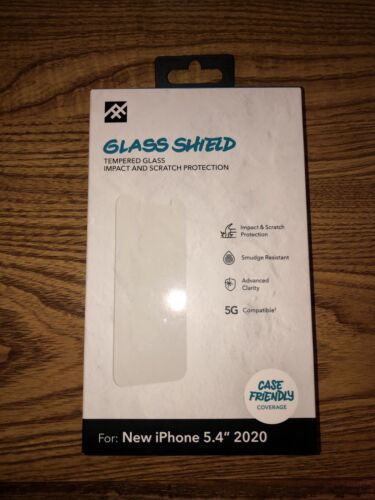 GLASS SHIELD
TEMPERED GLASS
IMPACT AND SCRATCH PROTECTION
Impact & Scratch
Protection
Smudge Resistant
Advanced
Clarity
5G Compatible†
CASE
FRIENDLY
COVERAGE
For: New iPhone 5.4" 2020